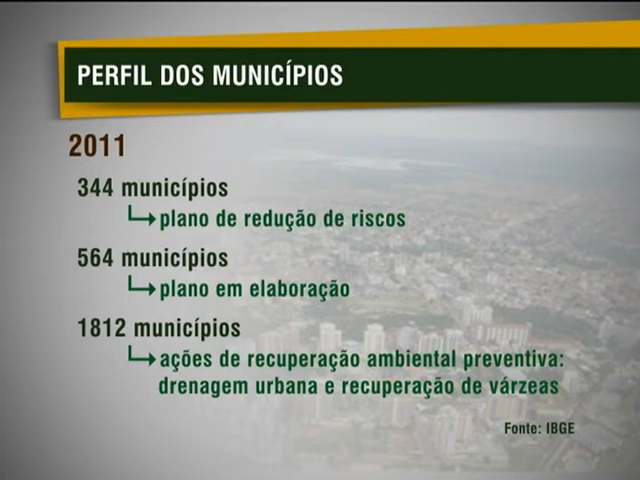 PERFIL DOS MUNICÍPIOS
2011
344 municípios
plano de redução de riscos
564 municípios
plano em elaboração
1812 municípios
ações de recuperação ambiental preventiva:
drenagem urbana e recuperação de várzeas
Fonte: IBGE